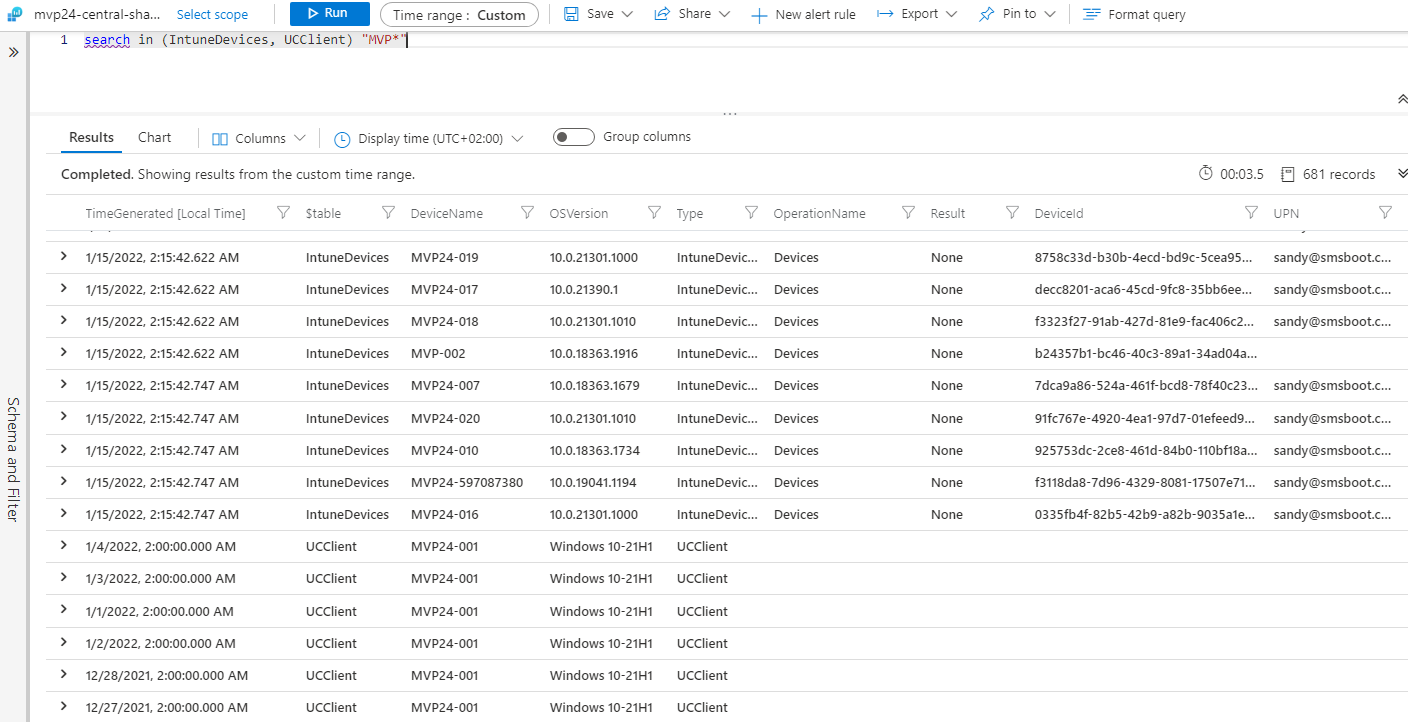 mvp24-central-sha... Select scope Run Time range : Custom Save Share New alert rule Export Pin to Format query
1 search in (IntuneDevices, UCClient) "MVP*"
Results Chart Columns Display time (UTC+02:00) Group columns
Completed. Showing results from the custom time range. 00:03.5 681 records
TimeGenerated [Local Time] $table DeviceName OSVersion Type OperationName Result DeviceId UPN
1/15/2022, 2:15:42.622 AM IntuneDevices MVP24-019 10.0.21301.1000 IntuneDevic... Devices None 8758c33d-b30b-4ecd-bd9c-5cea95... sandy@smsboot.c...
1/15/2022, 2:15:42.622 AM IntuneDevices MVP24-017 10.0.21390.1 IntuneDevic... Devices None decc8201-aca6-45cd-9fc8-35bb6ee... sandy@smsboot.c...
1/15/2022, 2:15:42.622 AM IntuneDevices MVP24-018 10.0.21301.1010 IntuneDevic... Devices None f3323f27-91ab-427d-81e9-fac406c2... sandy@smsboot.c...
1/15/2022, 2:15:42.622 AM IntuneDevices MVP-002 10.0.18363.1916 IntuneDevic... Devices None b24357b1-bc46-40c3-89a1-34ad04a...
1/15/2022, 2:15:42.747 AM IntuneDevices MVP24-007 10.0.18363.1679 IntuneDevic... Devices None 7dca9a86-524a-461f-bcd8-78f40c23... sandy@smsboot.c...
1/15/2022, 2:15:42.747 AM IntuneDevices MVP24-020 10.0.21301.1010 IntuneDevic... Devices None 91fc767e-4920-4ea1-97d7-01efeed9... sandy@smsboot.c...
1/15/2022, 2:15:42.747 AM IntuneDevices MVP24-010 10.0.18363.1734 IntuneDevic... Devices None 925753dc-2ce8-461d-84b0-110bf18a... sandy@smsboot.c...
1/15/2022, 2:15:42.747 AM IntuneDevices MVP24-597087380 10.0.19041.1194 IntuneDevic... Devices None f3118da8-7d96-4329-8081-17507e71... sandy@smsboot.c...
1/15/2022, 2:15:42.747 AM IntuneDevices MVP24-016 10.0.21301.1000 IntuneDevic... Devices None 0335fb4f-82b5-42b9-a82b-9035a1e... sandy@smsboot.c...
1/4/2022, 2:00:00.000 AM UCClient MVP24-001 Windows 10-21H1 UCClient
1/3/2022, 2:00:00.000 AM UCClient MVP24-001 Windows 10-21H1 UCClient
1/1/2022, 2:00:00.000 AM UCClient MVP24-001 Windows 10-21H1 UCClient
1/2/2022, 2:00:00.000 AM UCClient MVP24-001 Windows 10-21H1 UCClient
12/28/2021, 2:00:00.000 AM UCClient MVP24-001 Windows 10-21H1 UCClient
12/27/2021, 2:00:00.000 AM UCClient MVP24-001 Windows 10-21H1 UCClient
Schema and Filter